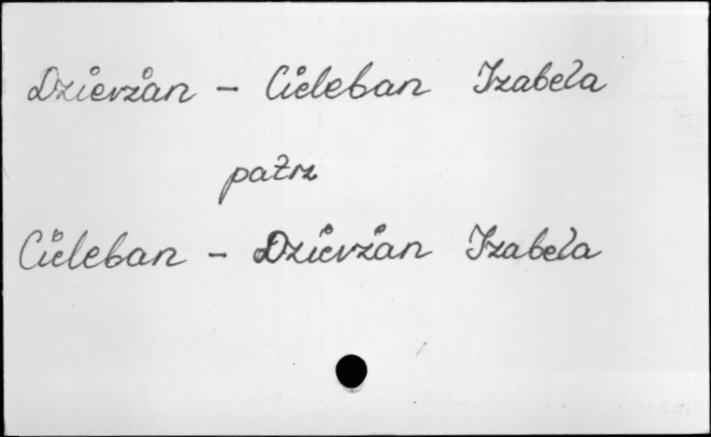 Dzierżan - Cieleban Izabela
patrz
Cieleban - Dzierżan Izabela